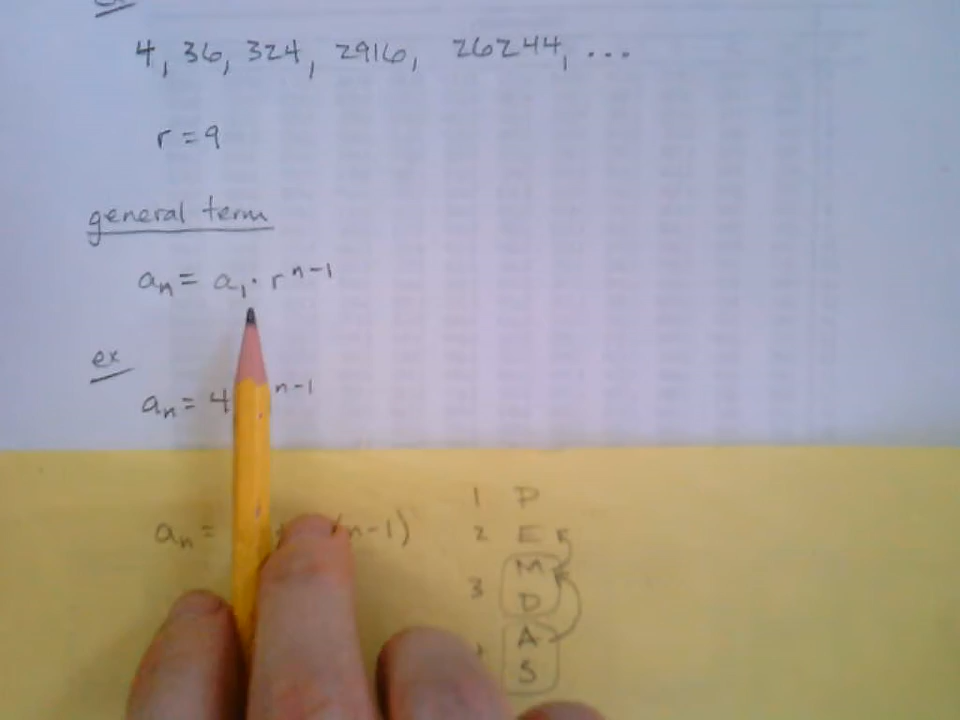 4, 36, 324, 2916, 26244, ...
r = 9
general term
aₙ = a₁ · rⁿ⁻¹
ex
aₙ = 4 ⁿ⁻¹
aₙ = (n-1)
1 P
2 E
M
3
D
A
S